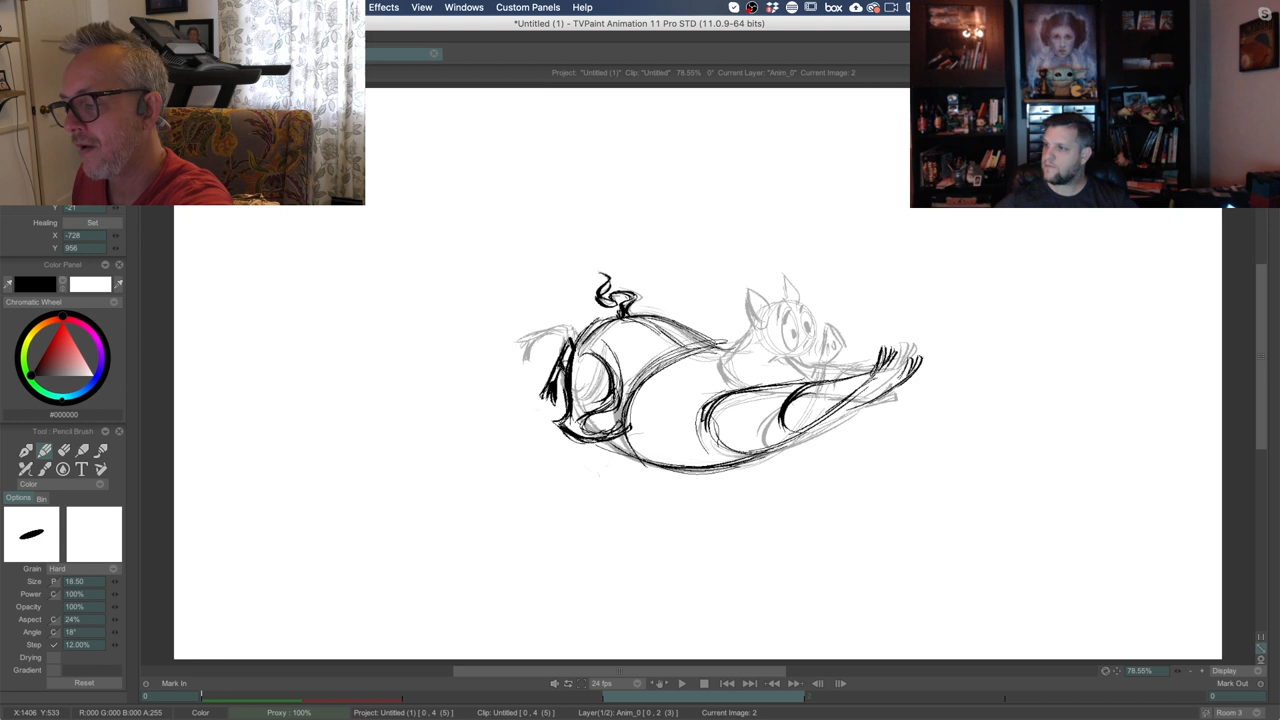 Effects View Windows Custom Panels Help box
*Untitled (1) - TVPaint Animation 11 Pro STD (11.0.9-64 bits)
Project: "Untitled (1)" Clip: "Untitled" 78.55% 0° Current Layer: "Anim_0" Current Image: 2
Y -21
Healing Set
X -728
Y 956
Color Panel
Chromatic Wheel
#000000
Tool : Pencil Brush
Color
Options Bin
Grain Hard
Size P 18.50
Power 100%
Opacity 100%
Aspect 24%
Angle 18°
Step 12.00%
Drying
Gradient
Reset
78.55% Display
Mark In 24 fps Mark Out
0 0
X:1406 Y:533 R:000 G:000 B:000 A:255 Color Proxy : 100% Project: Untitled (1) [ 0 , 4 (5) ] Clip: Untitled [ 0 , 4 (5) ] Layer(1/2): Anim_0 [ 0 , 2 (3) ] Current Image: 2 Room 3